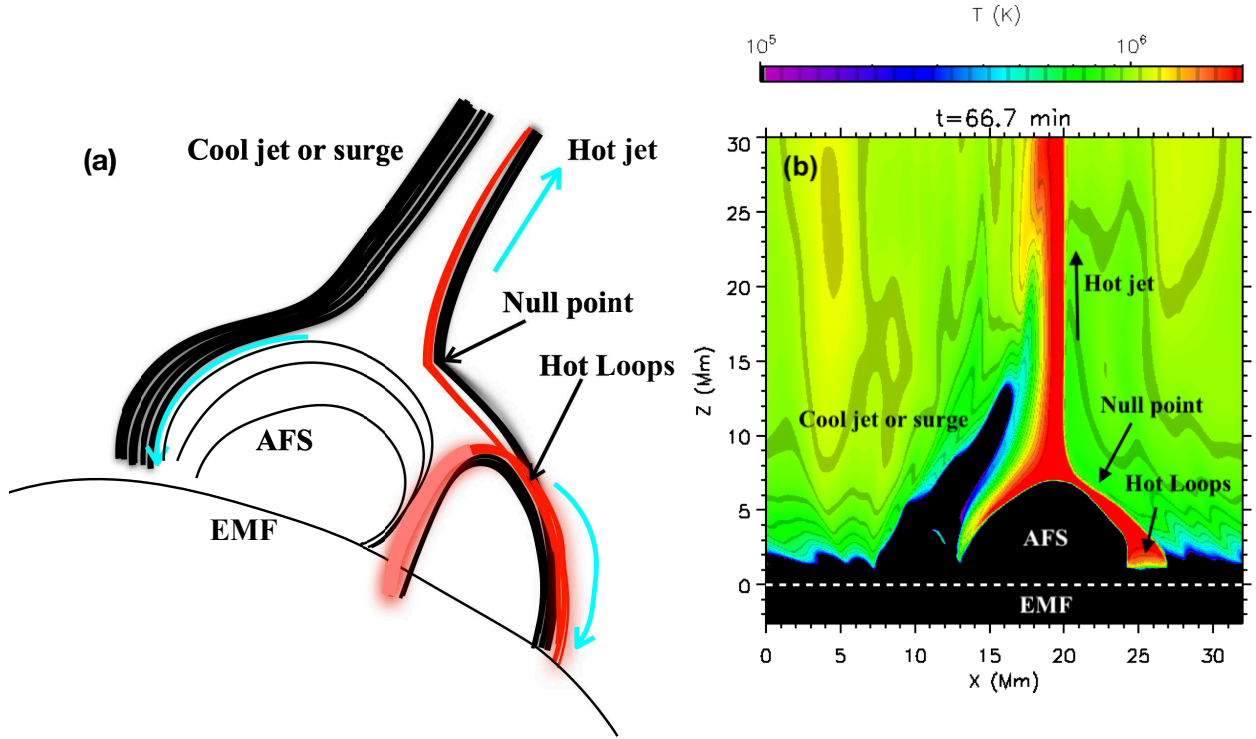 (a)
Cool jet or surge
Hot jet
Null point
Hot Loops
AFS
EMF
T (K)
10⁵
10⁶
t=66.7 min
(b)
Hot jet
Cool jet or surge
Null point
Hot Loops
AFS
EMF
Z (Mm)
30
25
20
15
10
5
0
0 5 10 15 20 25 30
X (Mm)